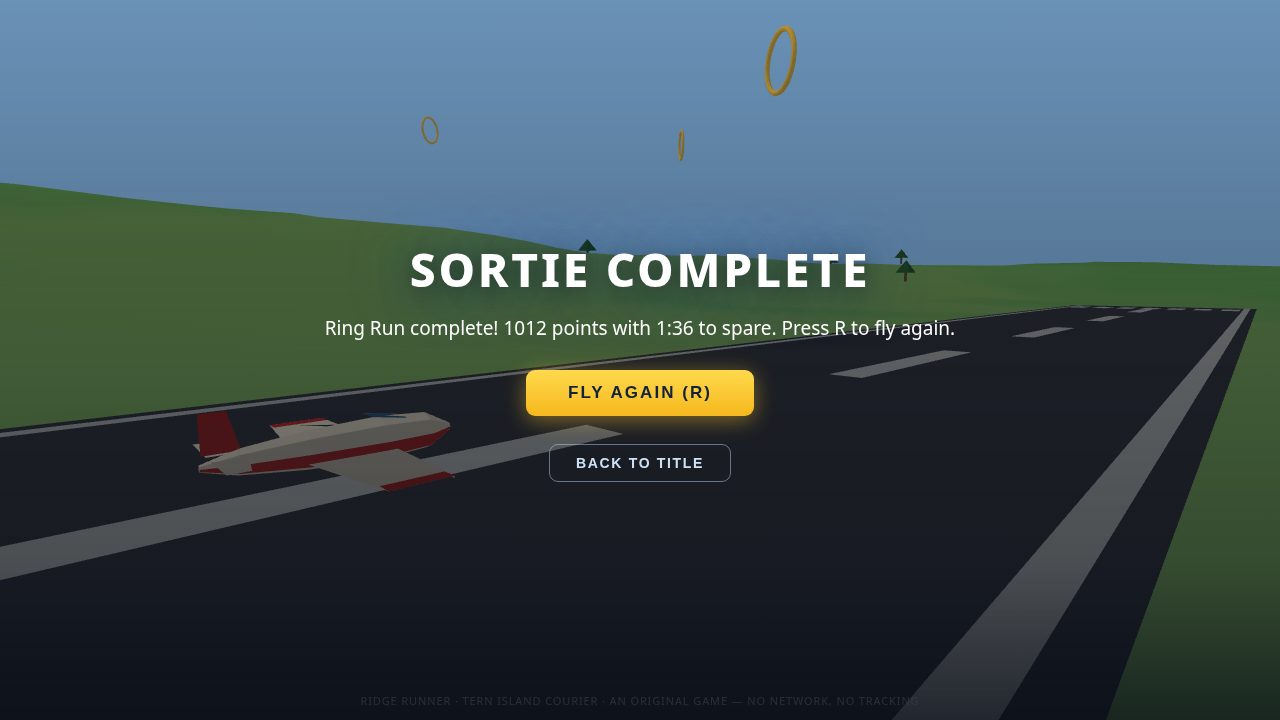 SORTIE COMPLETE
Ring Run complete! 1012 points with 1:36 to spare. Press R to fly again.
FLY AGAIN (R)
BACK TO TITLE
RIDGE RUNNER · TERN ISLAND COURIER · AN ORIGINAL GAME — NO NETWORK, NO TRACKING